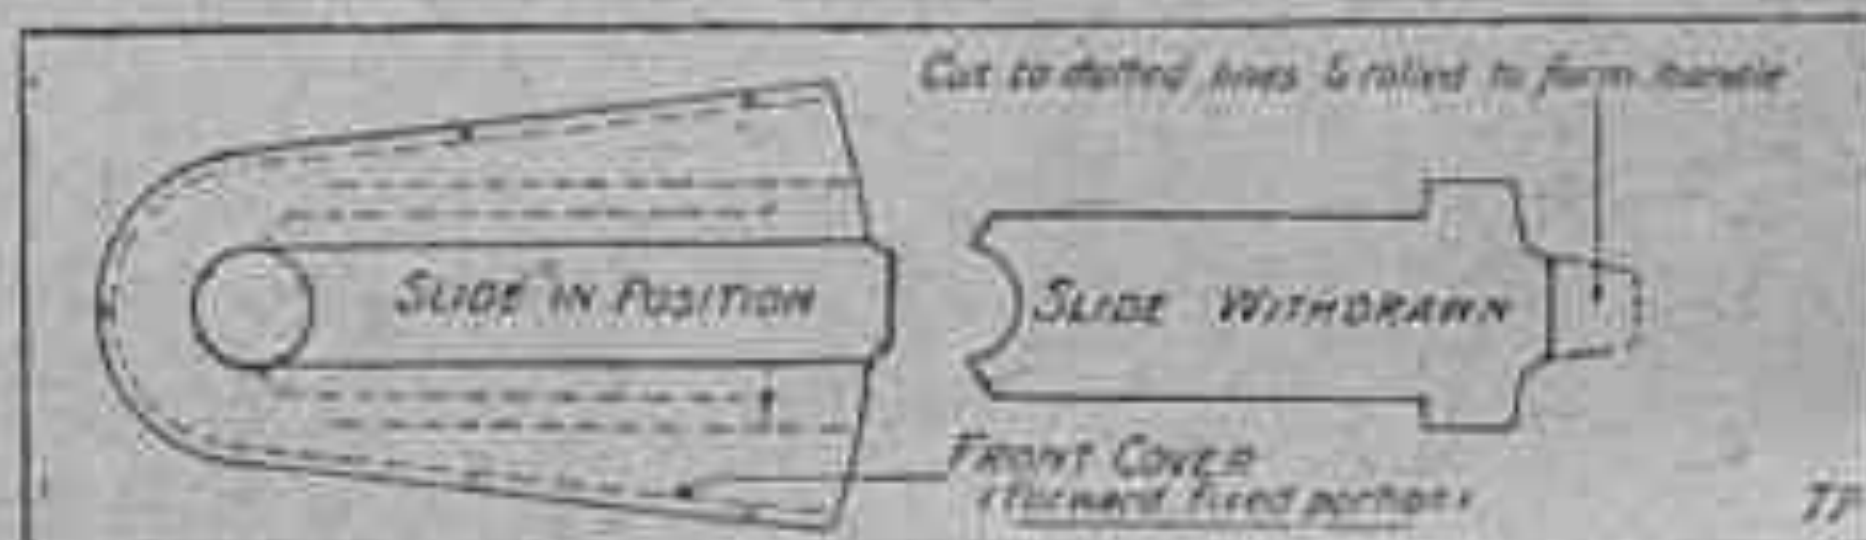 Cut to dotted lines & rolled to form handle
SLIDE IN POSITION
SLIDE WITHDRAWN
FRONT COVER
(forward fixed portion)